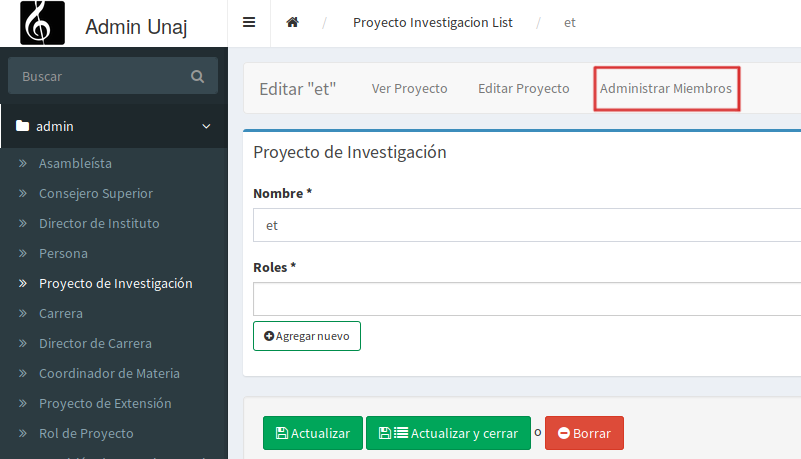 Admin Unaj
/ Proyecto Investigacion List / et
Buscar
admin
Asambleísta
Consejero Superior
Director de Instituto
Persona
Proyecto de Investigación
Carrera
Director de Carrera
Coordinador de Materia
Proyecto de Extensión
Rol de Proyecto
Editar "et" Ver Proyecto Editar Proyecto Administrar Miembros
Proyecto de Investigación
Nombre *
et
Roles *
Agregar nuevo
Actualizar Actualizar y cerrar o Borrar